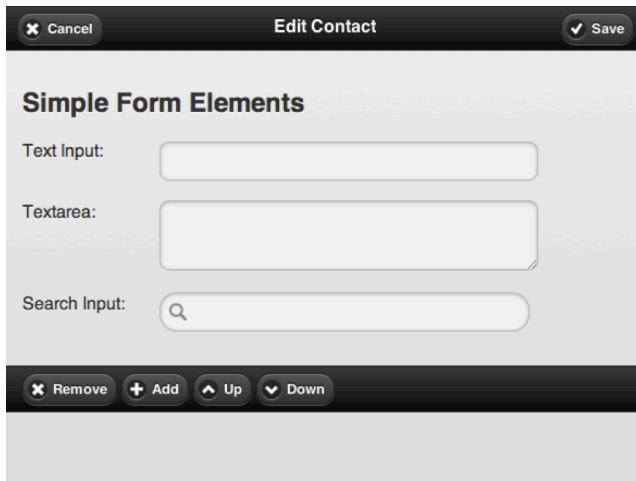 Cancel Edit Contact Save
Simple Form Elements
Text Input:
Textarea:
Search Input:
Remove Add Up Down